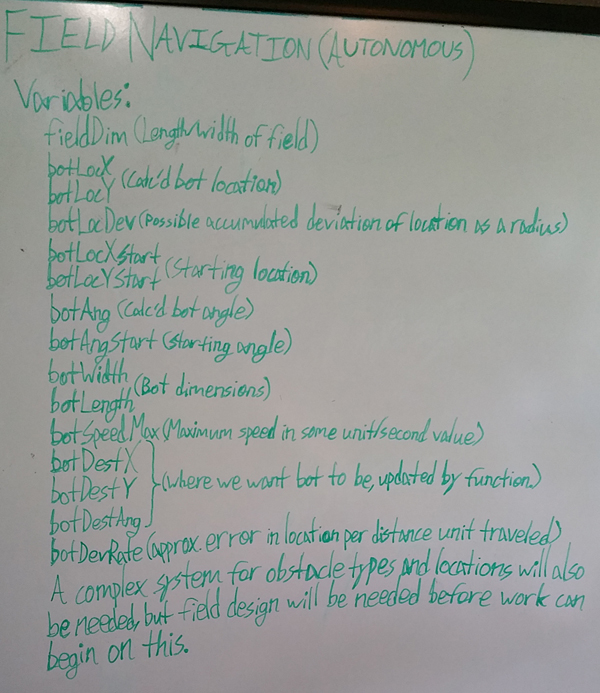 FIELD NAVIGATION (AUTONOMOUS)
Variables:
fieldDim (Length/width of field)
botLocX
botLocY (Calc'd bot location)
botLocDev (Possible accumulated deviation of location as a radius)
botLocXStart
botLocYStart (Starting location)
botAng (Calc'd bot angle)
botAngStart (Starting angle)
botWidth
botLength (Bot dimensions)
botSpeedMax (Maximum speed in some unit/second value)
botDestX
botDestY (where we want bot to be, updated by function.)
botDestAng
botDevRate (approx. error in location per distance unit traveled)
A complex system for obstacle types and locations will also
be needed, but field design will be needed before work can
begin on this.